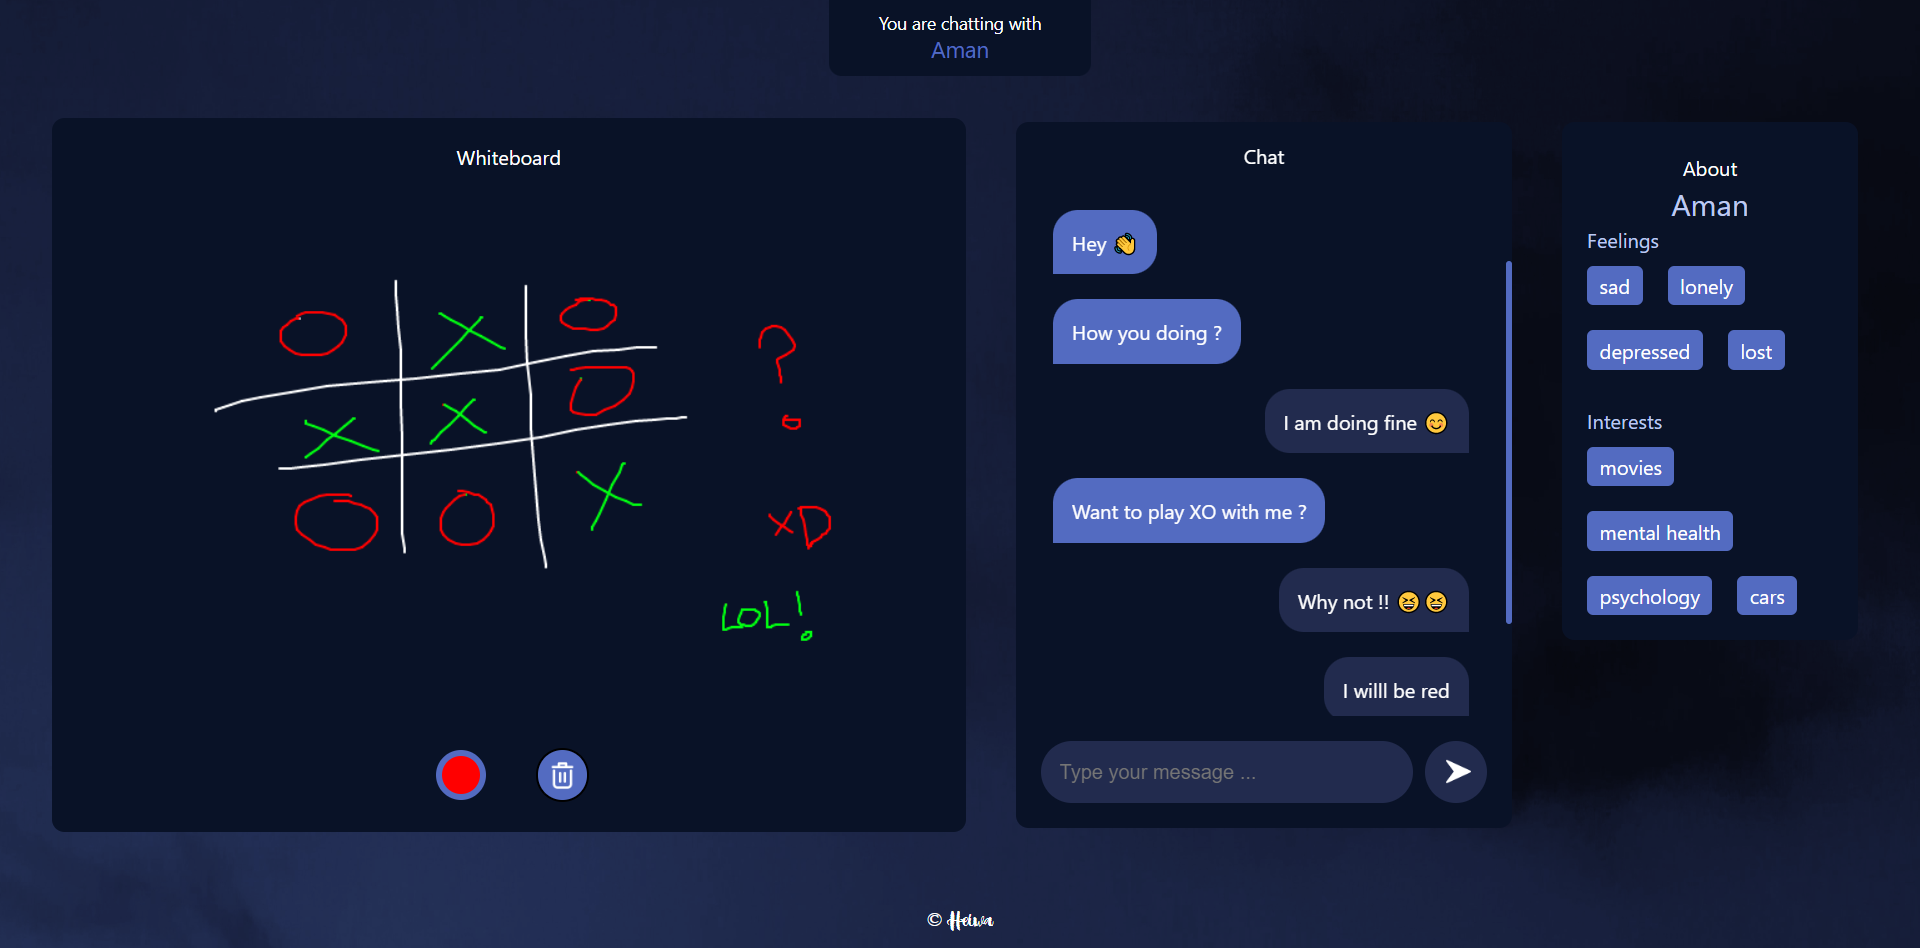 You are chatting with
Aman
Whiteboard
O X O
X X O
O O X
?
xD
LOL!
Chat
Hey 👋
How you doing ?
I am doing fine 😊
Want to play XO with me ?
Why not !! 😆 😆
I willl be red
Type your message ...
About
Aman
Feelings
sad lonely
depressed lost
Interests
movies
mental health
psychology cars
©